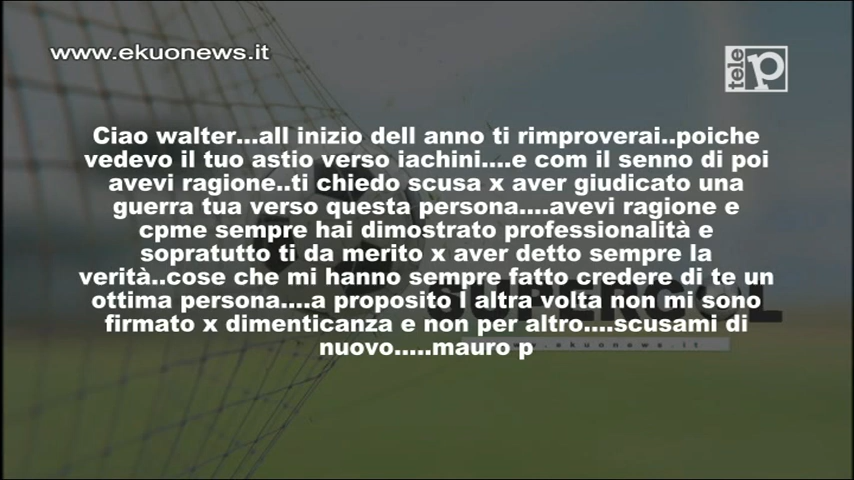 www.ekuonews.it
tele p
Ciao walter...all inizio dell anno ti rimproverai..poiche
vedevo il tuo astio verso iachini....e com il senno di poi
avevi ragione..ti chiedo scusa x aver giudicato una
guerra tua verso questa persona....avevi ragione e
cpme sempre hai dimostrato professionalità e
sopratutto ti da merito x aver detto sempre la
verità..cose che mi hanno sempre fatto credere di te un
ottima persona....a proposito l altra volta non mi sono
firmato x dimenticanza e non per altro....scusami di
nuovo.....mauro p
SUPERGOL
www.ekuonews.it